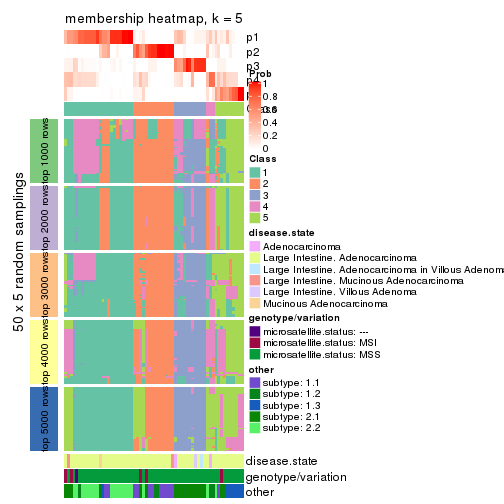 membership heatmap, k = 5
p1
p2
p3
p4
Prob
1
0.8
0.6
0.4
0.2
0
Class
1
2
3
4
5
disease.state
Adenocarcinoma
Large Intestine. Adenocarcinoma
Large Intestine. Adenocarcinoma in Villous Adenom
Large Intestine. Mucinous Adenocarcinoma
Large Intestine. Villous Adenoma
Mucinous Adenocarcinoma
genotype/variation
microsatellite.status: ---
microsatellite.status: MSI
microsatellite.status: MSS
other
subtype: 1.1
subtype: 1.2
subtype: 1.3
subtype: 2.1
subtype: 2.2
50 x 5 random samplings
top 1000 rows
top 2000 rows
top 3000 rows
top 4000 rows
top 5000 rows
disease.state
genotype/variation
other